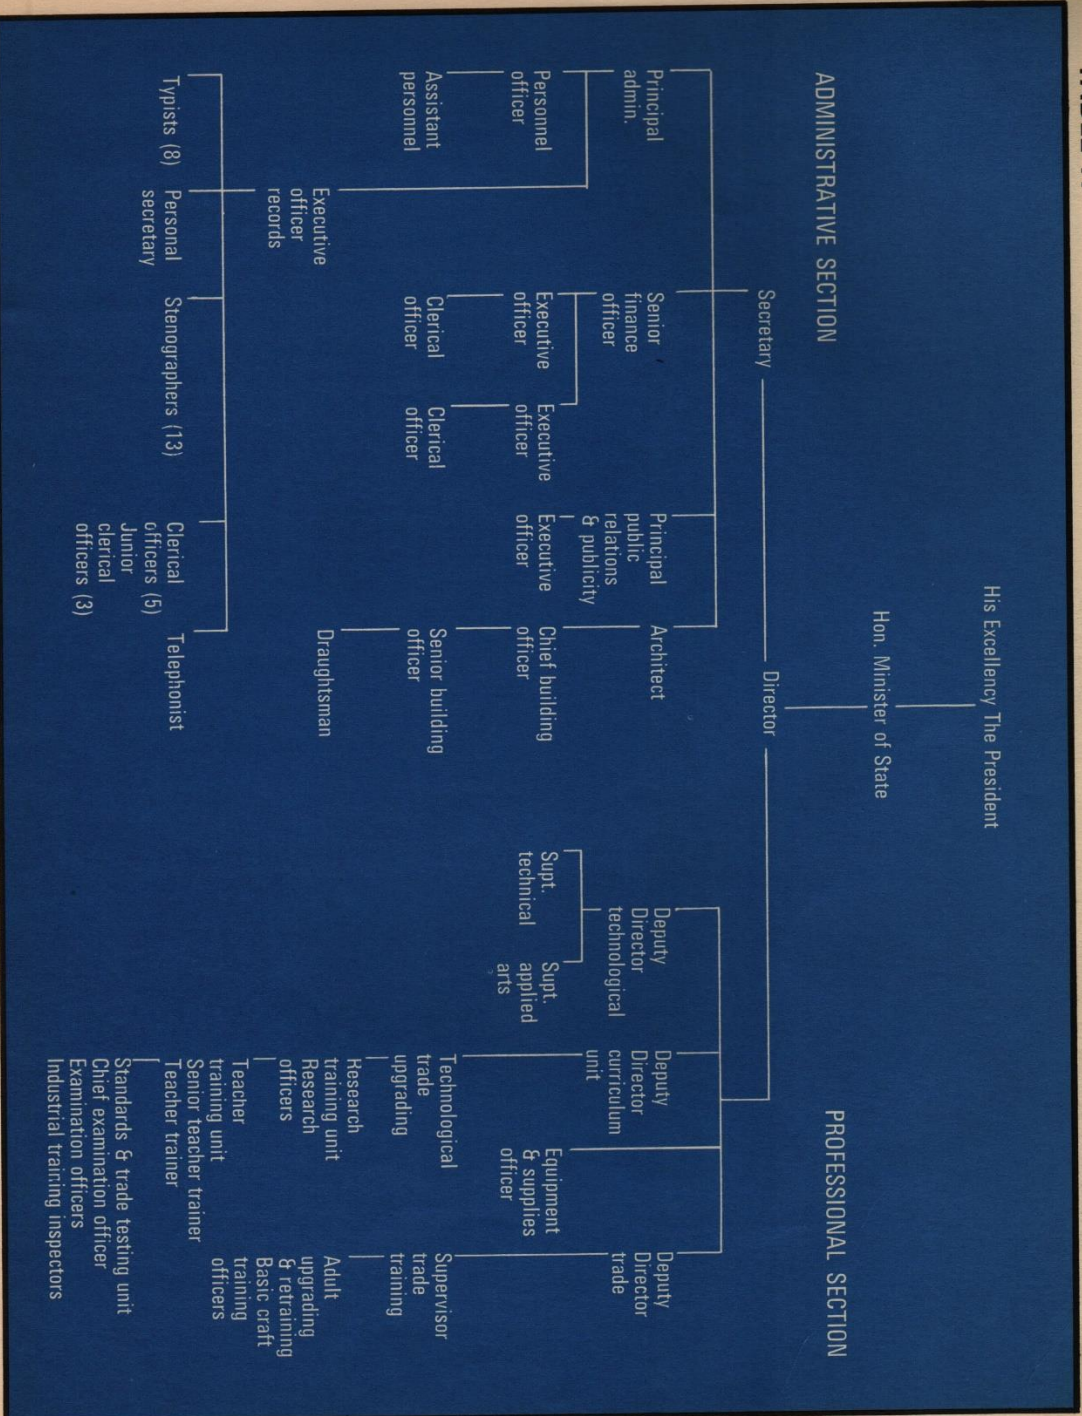 His Excellency The President
Hon. Minister of State
Director
ADMINISTRATIVE SECTION
Secretary
Principal
admin.
Personnel
officer
Assistant
personnel
Executive
officer
records
Typists (8)
Personal
secretary
Stenographers (13)
Clerical
officers (5)
Junior
clerical
officers (3)
Telephonist
Senior
finance
officer
Executive
officer
Clerical
officer
Executive
officer
Clerical
officer
Principal
public
relations
& publicity
Executive
officer
Architect
Chief building
officer
Senior building
officer
Draughtsman
PROFESSIONAL SECTION
Deputy
Director
technological
Supt.
technical
Supt.
applied
arts
Deputy
Director
curriculum
unit
Technological
trade
upgrading
Research
training unit
Research
officers
Teacher
training unit
Senior teacher trainer
Teacher trainer
Standards & trade testing unit
Chief examination officer
Examination officers
Industrial training inspectors
Equipment
& supplies
officer
Deputy
Director
trade
Supervisor
trade
training
Adult
upgrading
& retraining
Basic craft
training
officers